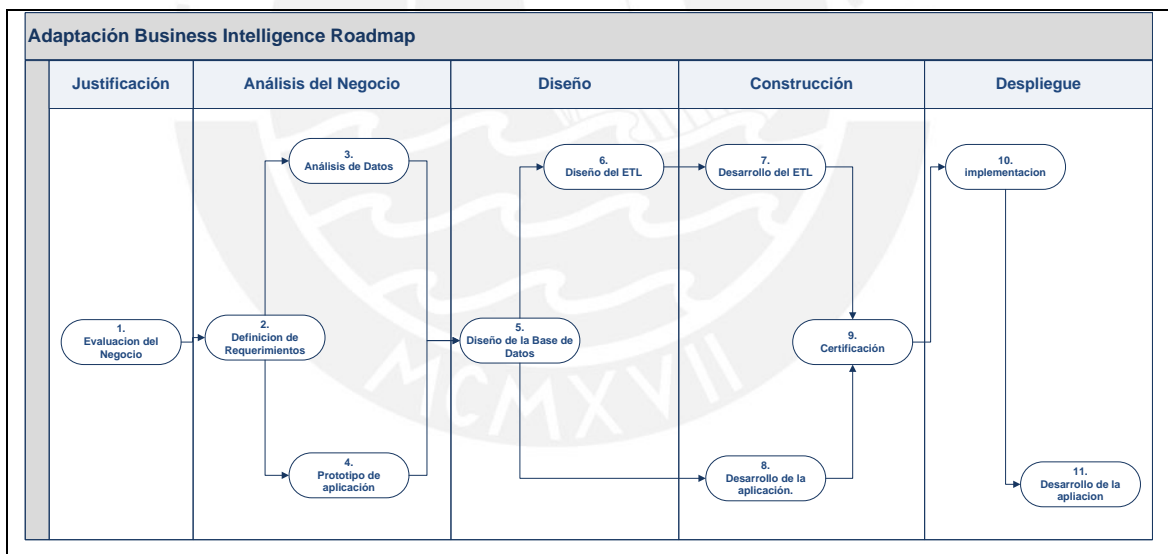 Adaptación Business Intelligence Roadmap
Justificación
Análisis del Negocio
Diseño
Construcción
Despliegue
1.
Evaluacion del
Negocio
2.
Definicion de
Requerimientos
3.
Análisis de Datos
4.
Prototipo de
aplicación
5.
Diseño de la Base de
Datos
6.
Diseño del ETL
7.
Desarrollo del ETL
8.
Desarrollo de la
aplicación.
9.
Certificación
10.
implementacion
11.
Desarrollo de la
apliacion
MCMXVII